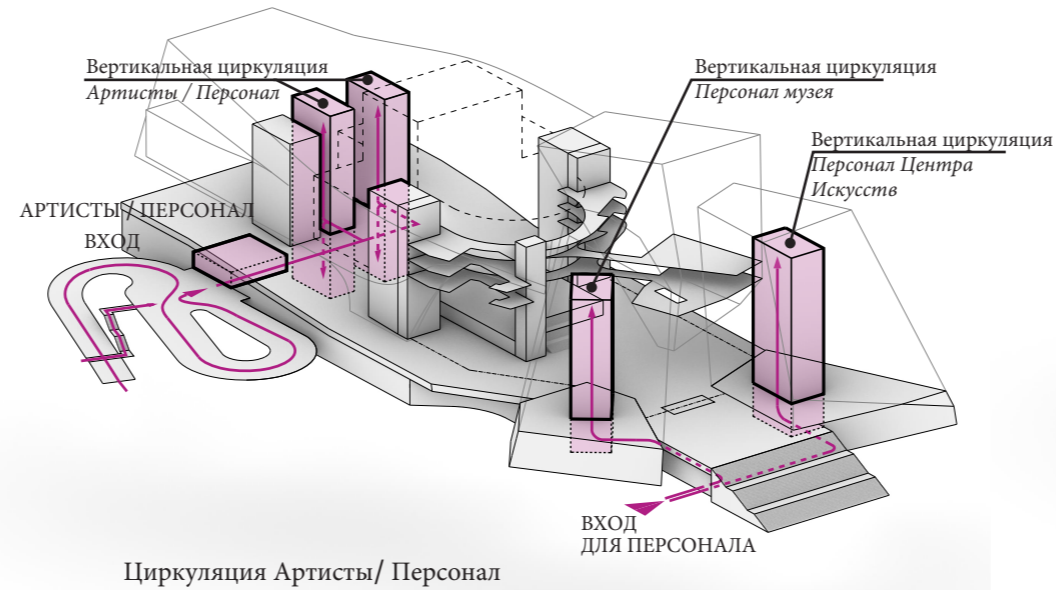 Вертикальная циркуляция
Артисты / Персонал
Вертикальная циркуляция
Персонал музея
Вертикальная циркуляция
Персонал Центра
Искусств
АРТИСТЫ / ПЕРСОНАЛ
ВХОД
ВХОД
ДЛЯ ПЕРСОНАЛА
Циркуляция Артисты/ Персонал